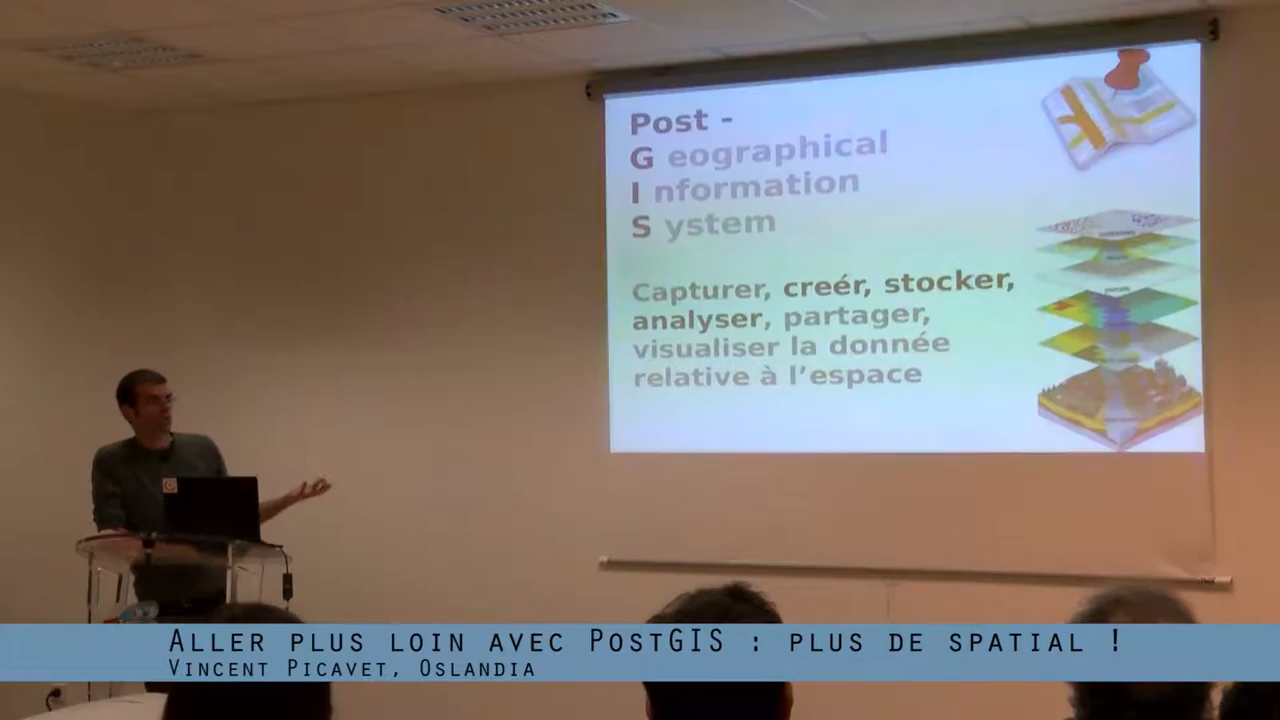 Post -
G eographical
I nformation
S ystem
Capturer, creér, stocker,
analyser, partager,
visualiser la donnée
relative à l'espace
Aller plus loin avec PostGIS : plus de spatial !
Vincent Picavet, Oslandia